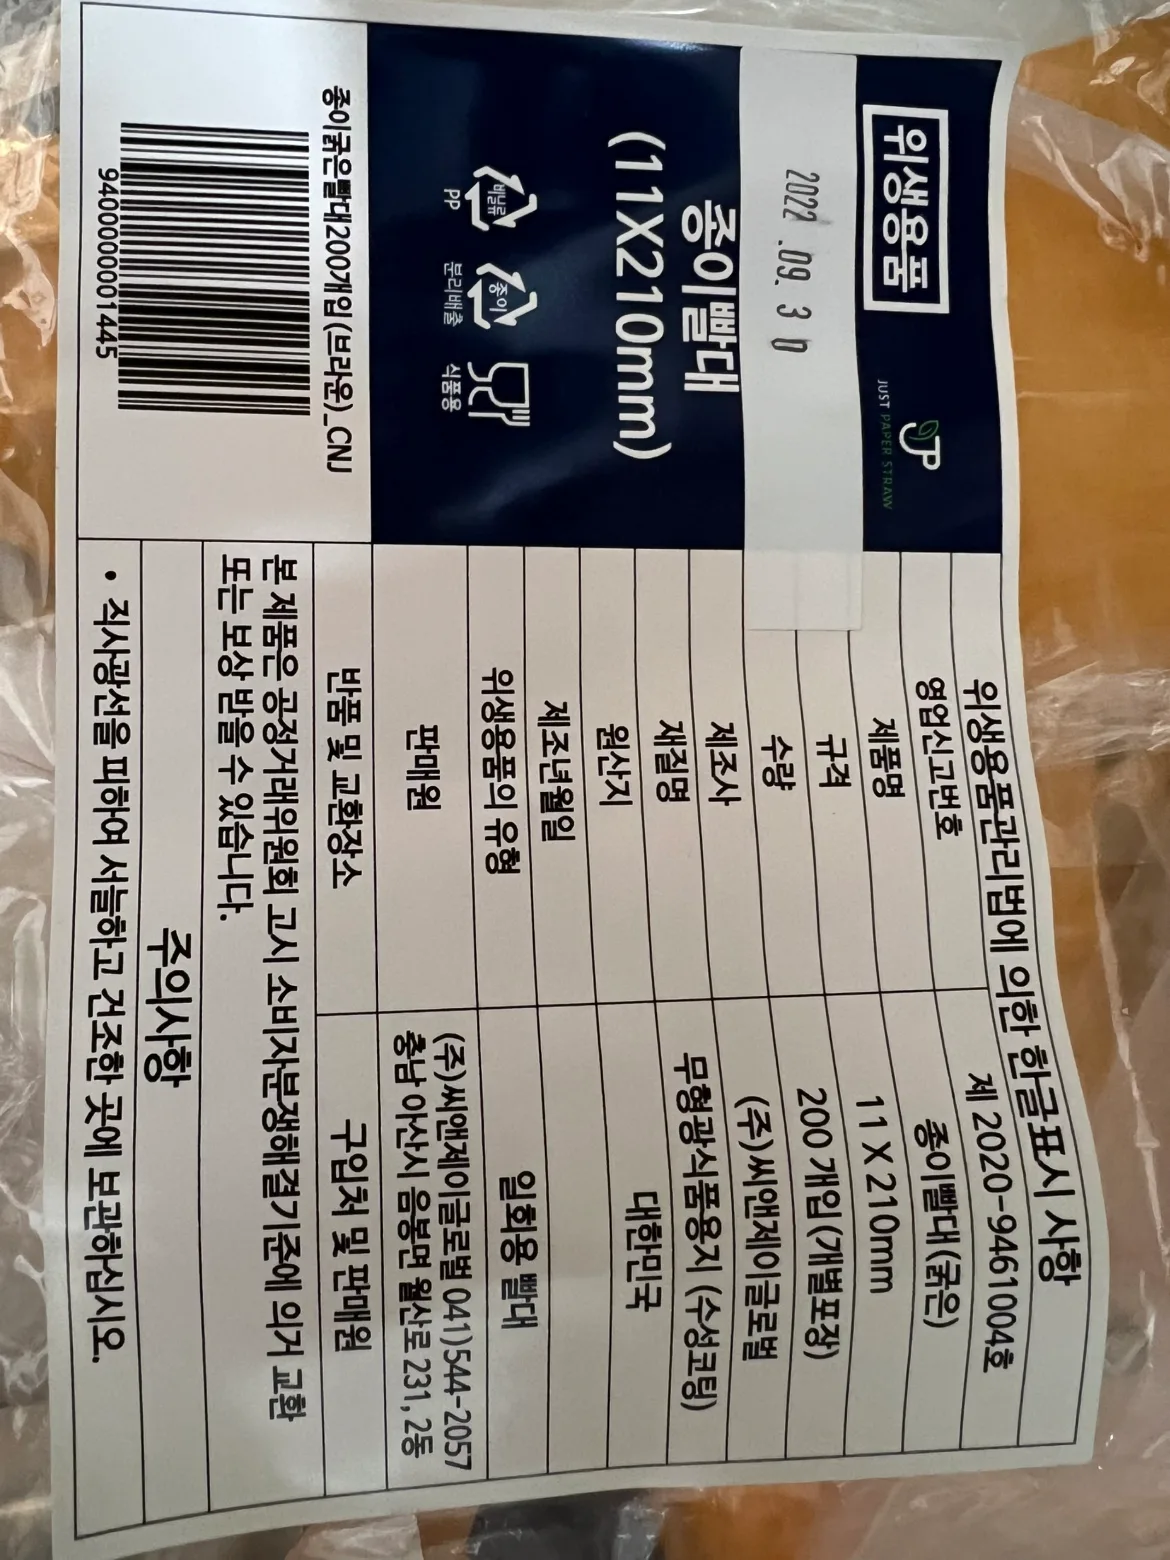 위생용품
JP
JUST PAPER STRAW
2022.09.30
종이빨대
(11X210mm)
비닐류
PP
종이
분리배출
식품용
종이굵은빨대200개입(브라운)_CNJ
9400000001445
위생용품관리법에 의한 한글표시 사항
영업신고번호 제 2020-9461004호
제품명 종이빨대(굵은)
규격 11 X 210mm
수량 200 개입(개별포장)
제조사 (주)씨앤제이글로벌
재질명 무형광식품용지 (수성코팅)
원산지 대한민국
제조년월일
위생용품의 유형 일회용 빨대
판매원 (주)씨앤제이글로벌 041)544-2057
충남 아산시 음봉면 월산로 231, 2동
반품 및 교환장소 구입처 및 판매원
본 제품은 공정거래위원회 고시 소비자분쟁해결기준에 의거 교환
또는 보상 받을 수 있습니다.
주의사항
• 직사광선을 피하여 서늘하고 건조한 곳에 보관하십시오.